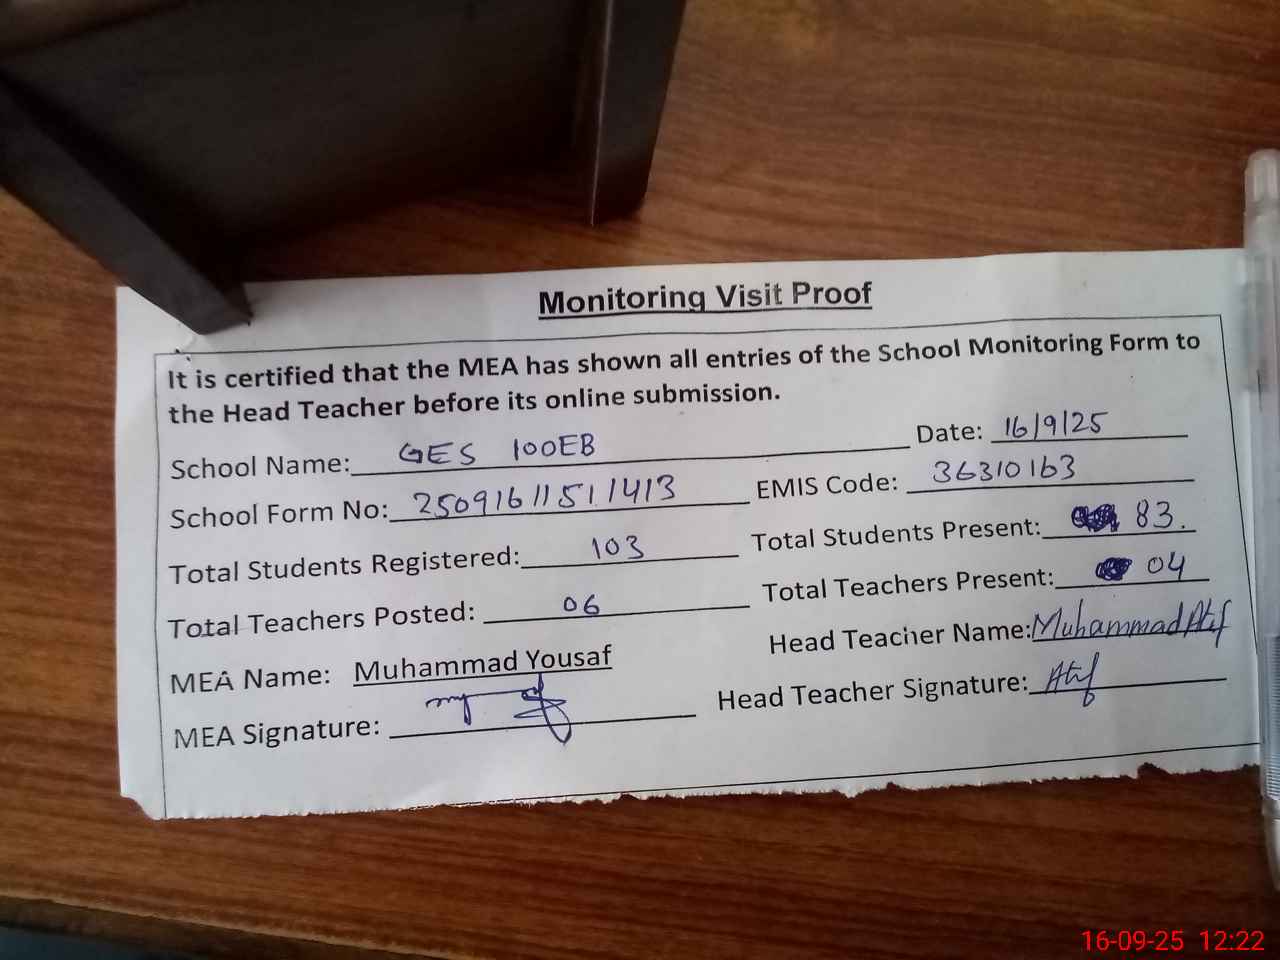 Monitoring Visit Proof
It is certified that the MEA has shown all entries of the School Monitoring Form to
the Head Teacher before its online submission.
School Name: GES 100EB Date: 16/9/25
School Form No: 25091611511413 EMIS Code: 36310163
Total Students Registered: 103 Total Students Present: 83.
Total Teachers Posted: 06 Total Teachers Present: 04
MEA Name: Muhammad Yousaf Head Teacher Name: Muhammad Atif
MEA Signature: Head Teacher Signature: Atif
16-09-25 12:22